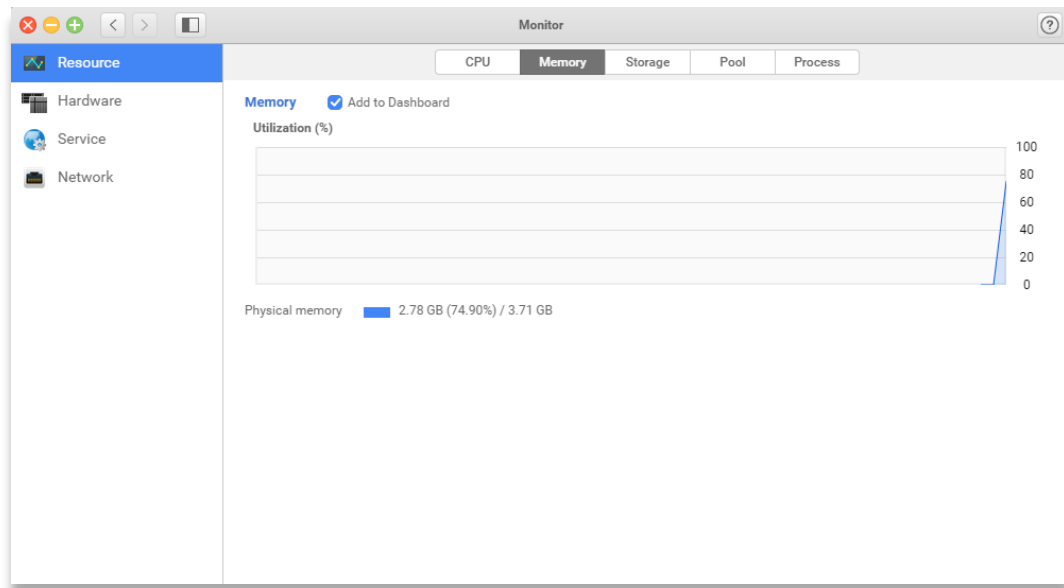 Monitor
?
Resource
Hardware
Service
Network
CPU Memory Storage Pool Process
Memory Add to Dashboard
Utilization (%)
100
80
60
40
20
0
Physical memory 2.78 GB (74.90%) / 3.71 GB